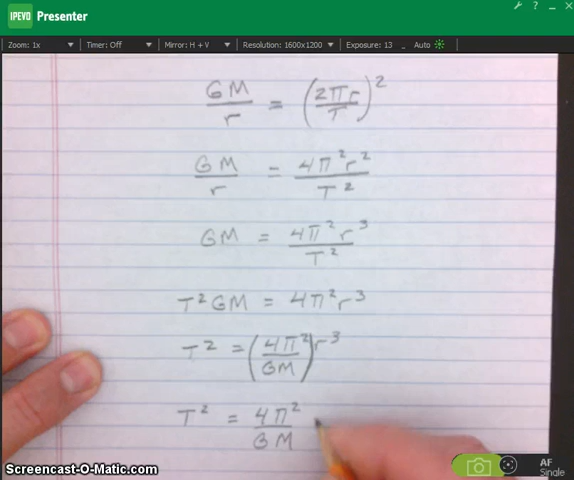 IPEVO Presenter
Zoom: 1x Timer: Off Mirror: H + V Resolution: 1600x1200 Exposure: 13 Auto
GM/r = (2πr/T)²
GM/r = 4π²r²/T²
GM = 4π²r³/T²
T²GM = 4π²r³
T² = (4π²/GM)r³
T² = 4π²/GM
Screencast-O-Matic.com
AF
Single